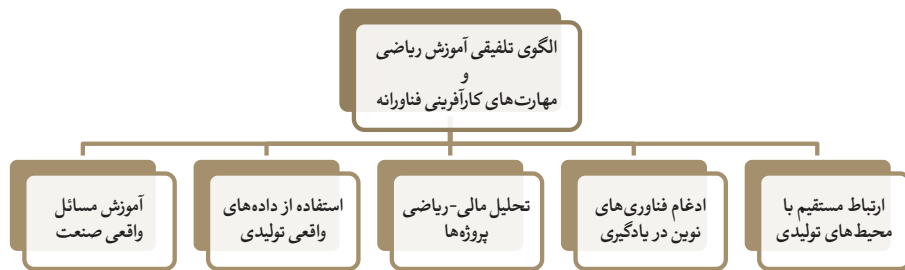 الگوی تلفیقی آموزش ریاضی
و
مهارت‌های کارآفرینی فناورانه
ارتباط مستقیم با
محیط‌های تولیدی
ادغام فناوری‌های
نوین در یادگیری
تحلیل مالی-ریاضی
پروژه‌ها
استفاده از داده‌های
واقعی تولیدی
آموزش مسائل
واقعی صنعت